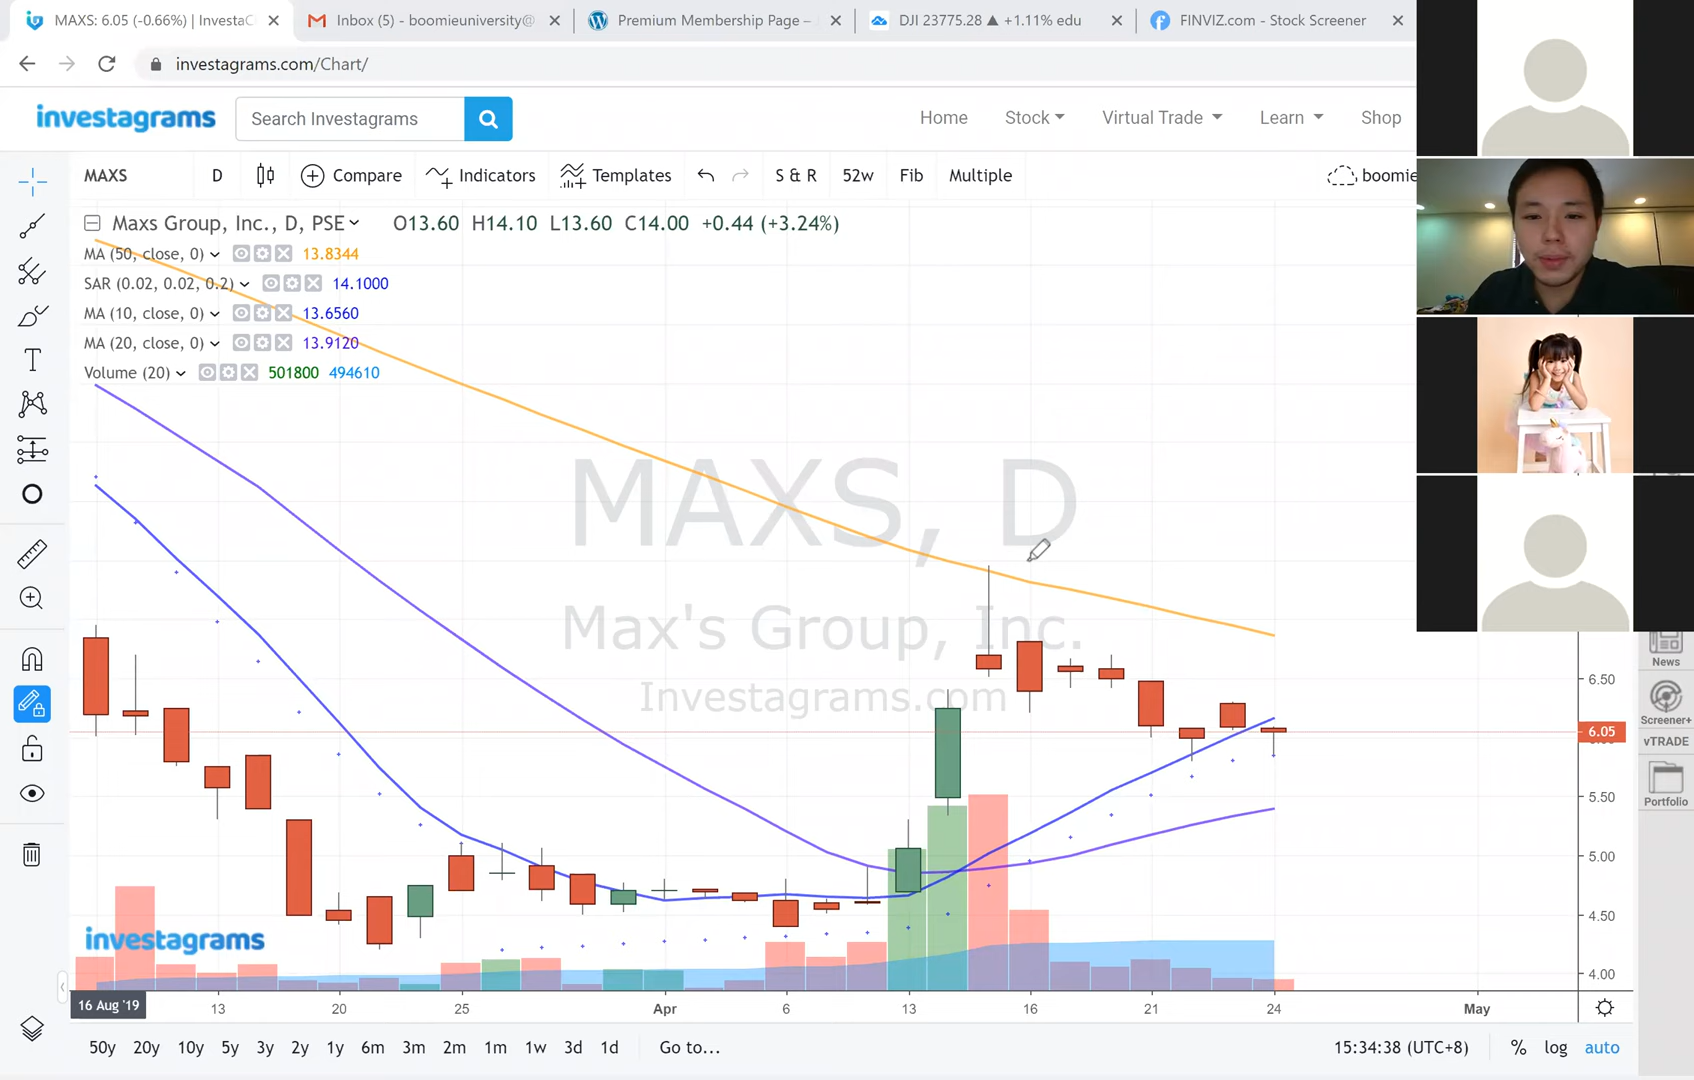 MAXS: 6.05 (-0.66%) | InvestaC
Inbox (5) - boomieuniversity@
Premium Membership Page –
DJI 23775.28 ▲ +1.11% edu
FINVIZ.com - Stock Screener
investagrams.com/Chart/
investagrams
Search Investagrams
Home
Stock
Virtual Trade
Learn
Shop
MAXS
D
Compare
Indicators
Templates
S & R
52w
Fib
Multiple
boomie
Maxs Group, Inc., D, PSE
O13.60 H14.10 L13.60 C14.00 +0.44 (+3.24%)
MA (50, close, 0) 13.8344
SAR (0.02, 0.02, 0.2) 14.1000
MA (10, close, 0) 13.6560
MA (20, close, 0) 13.9120
Volume (20) 501800 494610
MAXS, D
Max's Group, Inc.
Investagrams.com
News
6.50
Screener+
6.05
vTRADE
5.50
Portfolio
5.00
4.50
investagrams
4.00
16 Aug '19
13
20
25
Apr
6
13
16
21
24
May
50y
20y
10y
5y
3y
2y
1y
6m
3m
2m
1m
1w
3d
1d
Go to...
15:34:38 (UTC+8)
%
log
auto